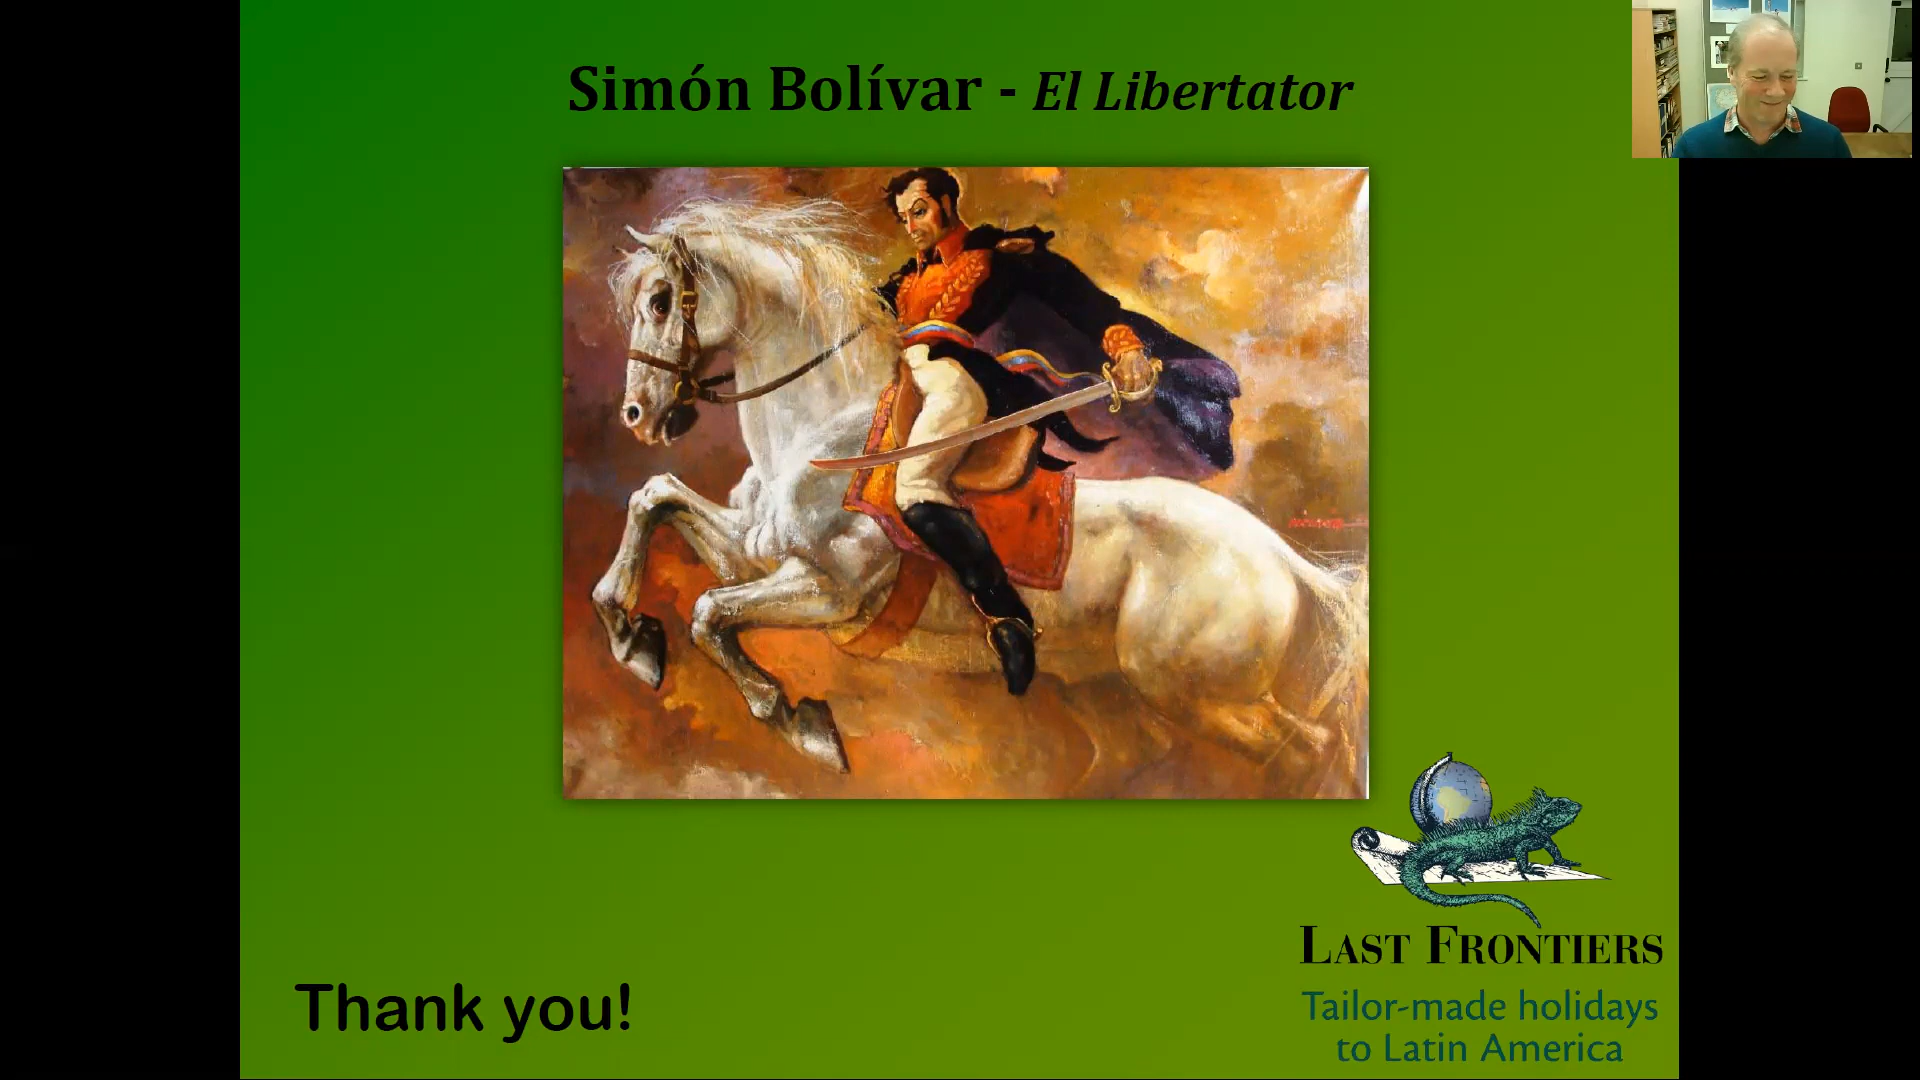 Simón Bolívar - El Libertator
Thank you!
LAST FRONTIERS
Tailor-made holidays
to Latin America